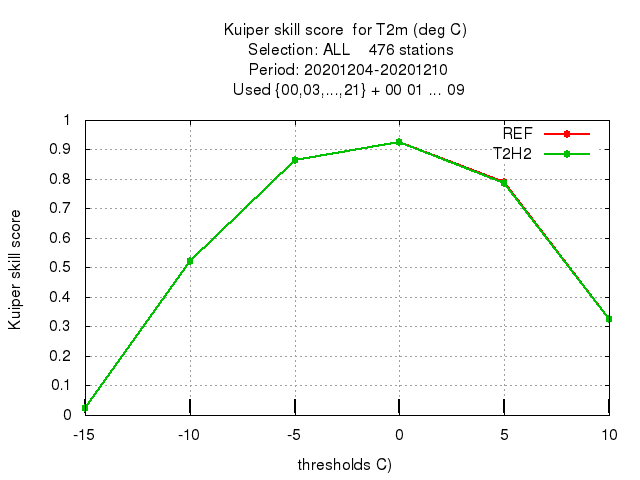 Kuiper skill score  for T2m (deg C)
Selection: ALL    476 stations
Period: 20201204-20201210
Used {00,03,...,21} + 00 01 ... 09
REF
T2H2
Kuiper skill score
1
0.9
0.8
0.7
0.6
0.5
0.4
0.3
0.2
0.1
0
-15 -10 -5 0 5 10
thresholds C)